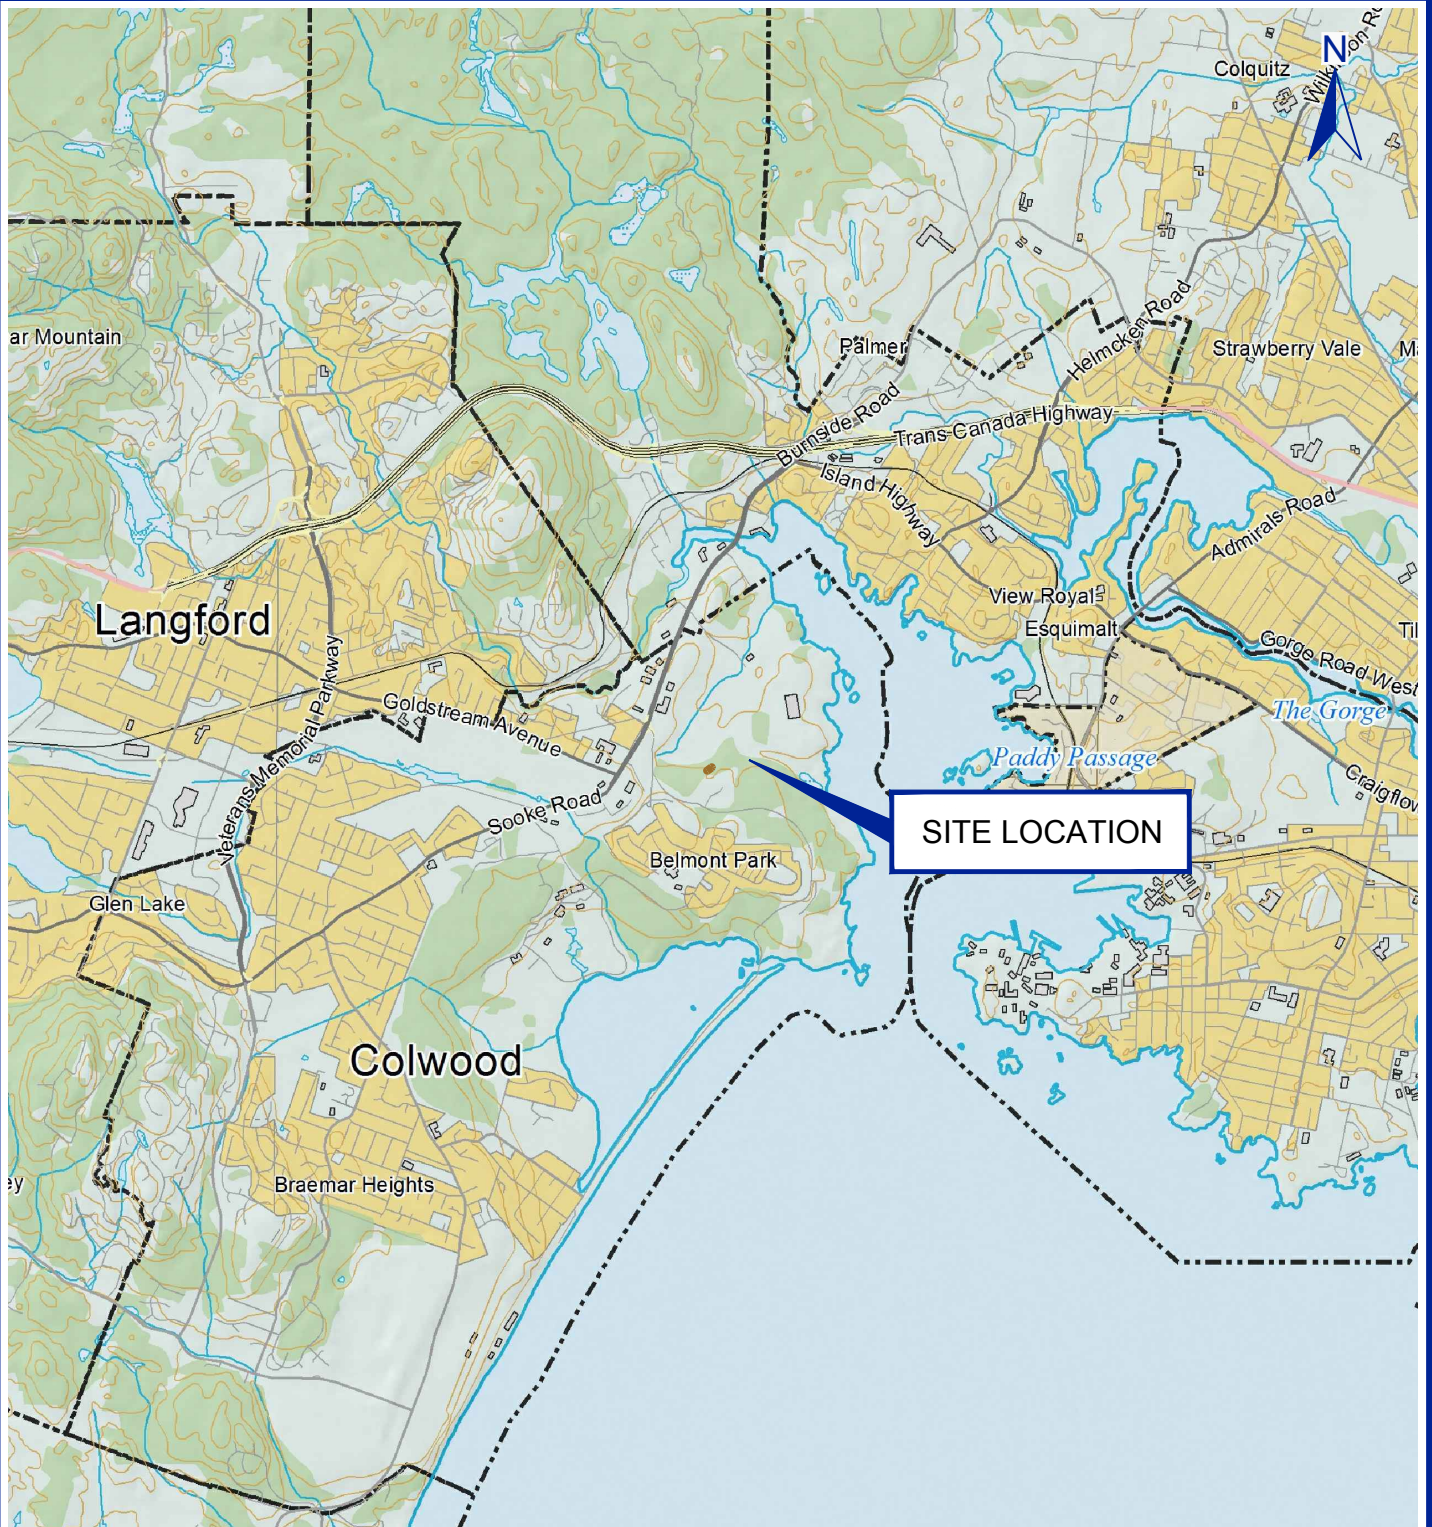 N
Colquitz
ar Mountain
Palmer
Helmcken Road
Strawberry Vale
Burnside Road
Trans Canada Highway
Island Highway
Admirals Road
View Royal
Esquimalt
Langford
Gorge Road West
Veterans Memorial Parkway
Goldstream Avenue
The Gorge
Paddy Passage
Craigflow
Sooke Road
SITE LOCATION
Belmont Park
Glen Lake
Colwood
Braemar Heights
ey